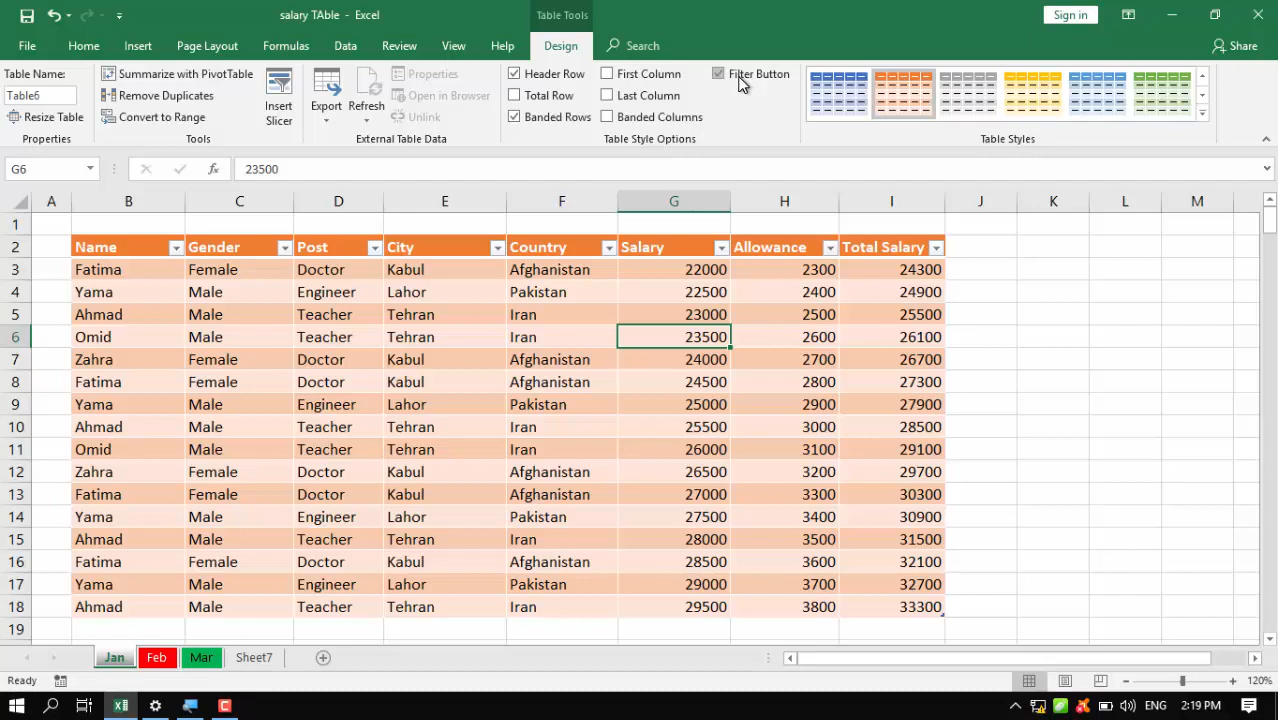 salary TAble - Excel
Table Tools
Sign in
File Home Insert Page Layout Formulas Data Review View Help Design Search Share
Table Name:
Table6
Resize Table
Properties
Summarize with PivotTable
Remove Duplicates
Convert to Range
Insert Slicer
Tools
Export
Refresh
Properties
Open in Browser
Unlink
External Table Data
Header Row
Total Row
Banded Rows
First Column
Last Column
Banded Columns
Filter Button
Table Style Options
Table Styles
G6 fx 23500
A B C D E F G H I J K L M
1
2 Name Gender Post City Country Salary Allowance Total Salary
3 Fatima Female Doctor Kabul Afghanistan 22000 2300 24300
4 Yama Male Engineer Lahor Pakistan 22500 2400 24900
5 Ahmad Male Teacher Tehran Iran 23000 2500 25500
6 Omid Male Teacher Tehran Iran 23500 2600 26100
7 Zahra Female Doctor Kabul Afghanistan 24000 2700 26700
8 Fatima Female Doctor Kabul Afghanistan 24500 2800 27300
9 Yama Male Engineer Lahor Pakistan 25000 2900 27900
10 Ahmad Male Teacher Tehran Iran 25500 3000 28500
11 Omid Male Teacher Tehran Iran 26000 3100 29100
12 Zahra Female Doctor Kabul Afghanistan 26500 3200 29700
13 Fatima Female Doctor Kabul Afghanistan 27000 3300 30300
14 Yama Male Engineer Lahor Pakistan 27500 3400 30900
15 Ahmad Male Teacher Tehran Iran 28000 3500 31500
16 Fatima Female Doctor Kabul Afghanistan 28500 3600 32100
17 Yama Male Engineer Lahor Pakistan 29000 3700 32700
18 Ahmad Male Teacher Tehran Iran 29500 3800 33300
19
Jan Feb Mar Sheet7
Ready 120%
ENG 2:19 PM